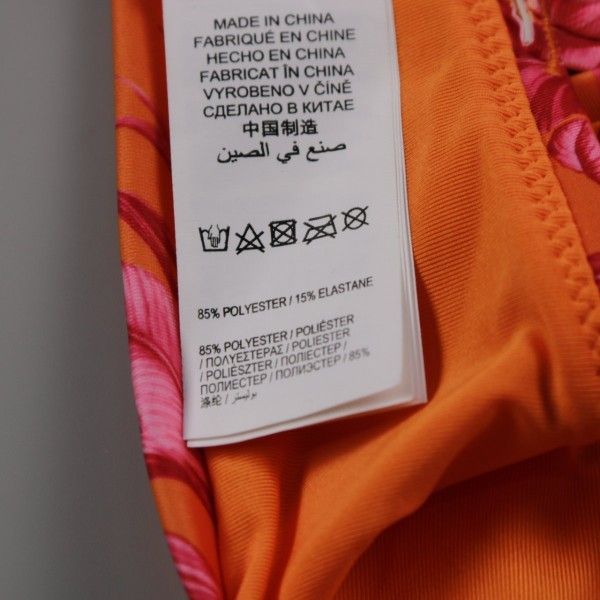 MADE IN CHINA
FABRIQUÉ EN CHINE
HECHO EN CHINA
FABRICAT ÎN CHINA
VYROBENO V ČÍNĚ
СДЕЛАНО В КИТАЕ
中国制造
صنع في الصين
85% POLYESTER / 15% ELASTANE
85% POLYESTER / POLIÉSTER
/ ΠΟΛΥΕΣΤΕΡΑΣ / POLIESTER
/ POLIÉSZTER / ПОЛІЕСТЕР /
ПОЛИЕСТЕР / ПОЛИЭСТЕР / 85%
涤纶 / بوليستر